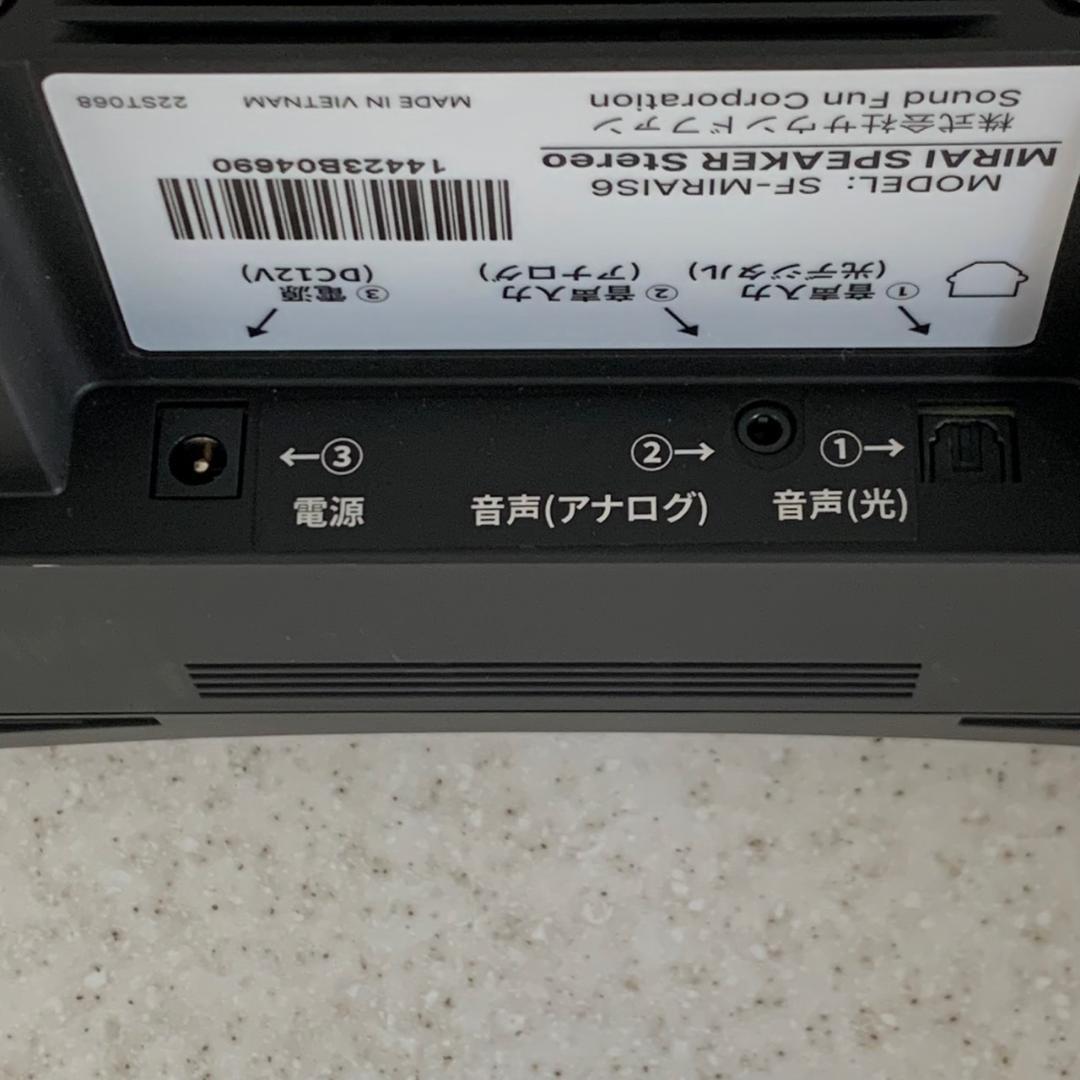 MODEL: SF-MIRAIS6
MIRAI SPEAKER Stereo
株式会社サウンドファン
Sound Fun Corporation
14423B04690
MADE IN VIETNAM
22ST068
①音声入力
(光デジタル)
②音声入力
(アナログ)
③電源
(DC12V)
←③
電源
②→
音声(アナログ)
①→
音声(光)